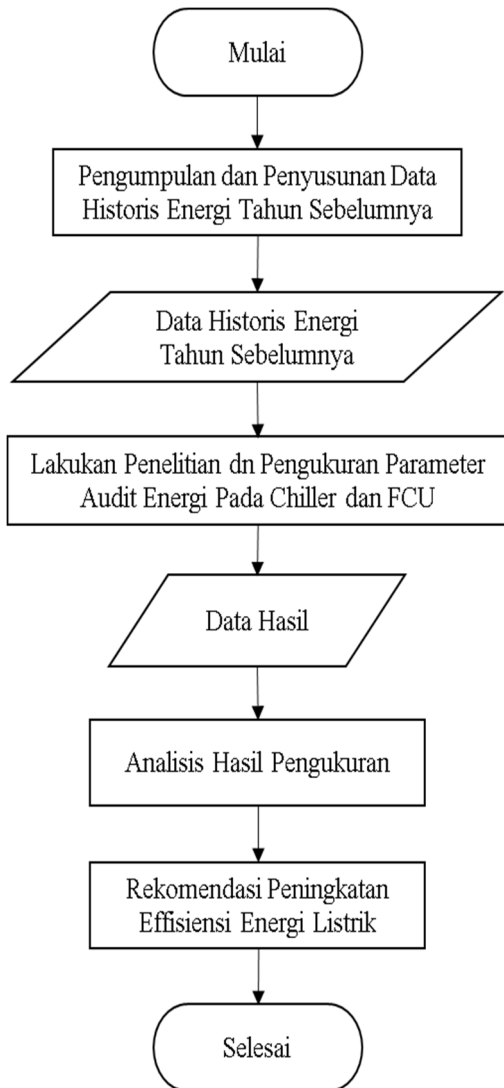 Mulai
Pengumpulan dan Penyusunan Data
Historis Energi Tahun Sebelumnya
Data Historis Energi
Tahun Sebelumnya
Lakukan Penelitian dn Pengukuran Parameter
Audit Energi Pada Chiller dan FCU
Data Hasil
Analisis Hasil Pengukuran
Rekomendasi Peningkatan
Effisiensi Energi Listrik
Selesai